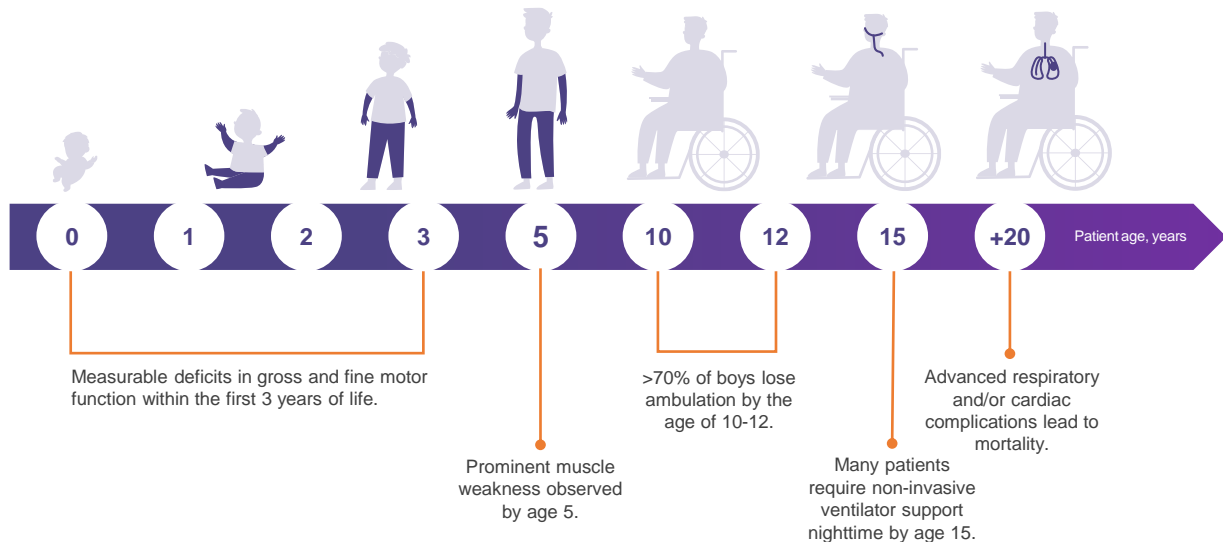 0
1
2
3
5
10
12
15
+20
Patient age, years
Measurable deficits in gross and fine motor
function within the first 3 years of life.
Prominent muscle
weakness observed
by age 5.
>70% of boys lose
ambulation by the
age of 10-12.
Many patients
require non-invasive
ventilator support
nighttime by age 15.
Advanced respiratory
and/or cardiac
complications lead to
mortality.